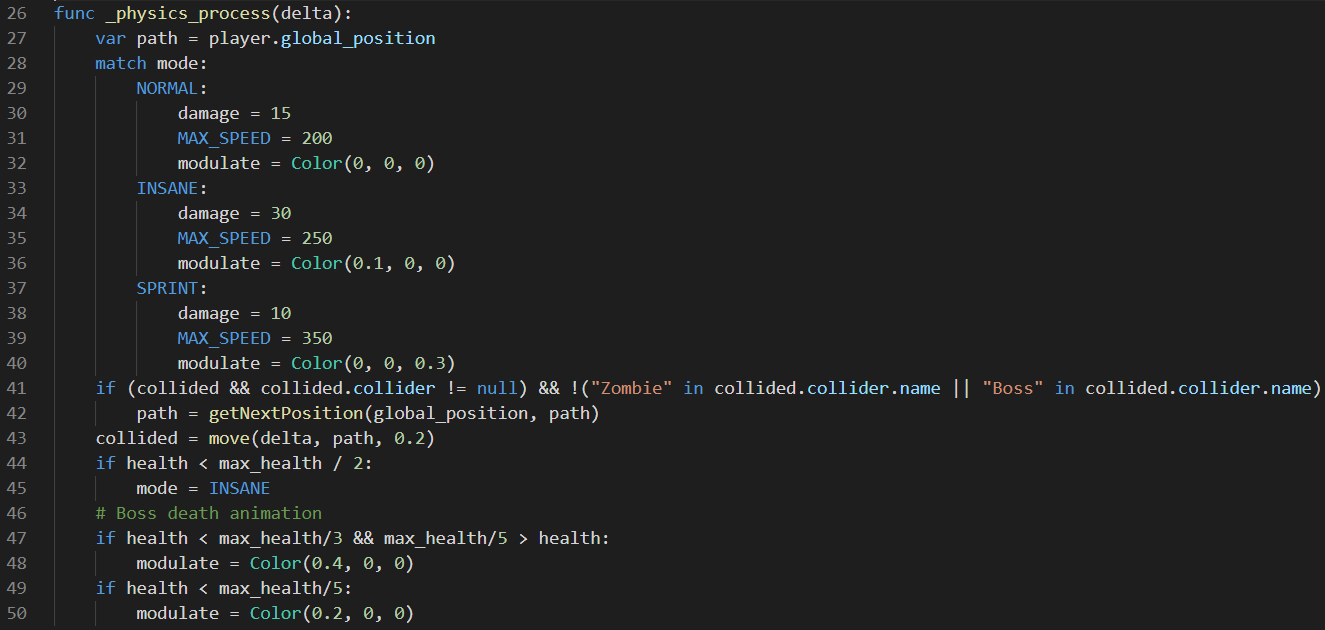 26 func _physics_process(delta):
27     var path = player.global_position
28     match mode:
29         NORMAL:
30             damage = 15
31             MAX_SPEED = 200
32             modulate = Color(0, 0, 0)
33         INSANE:
34             damage = 30
35             MAX_SPEED = 250
36             modulate = Color(0.1, 0, 0)
37         SPRINT:
38             damage = 10
39             MAX_SPEED = 350
40             modulate = Color(0, 0, 0.3)
41     if (collided && collided.collider != null) && !("Zombie" in collided.collider.name || "Boss" in collided.collider.name)
42         path = getNextPosition(global_position, path)
43     collided = move(delta, path, 0.2)
44     if health < max_health / 2:
45         mode = INSANE
46     # Boss death animation
47     if health < max_health/3 && max_health/5 > health:
48         modulate = Color(0.4, 0, 0)
49     if health < max_health/5:
50         modulate = Color(0.2, 0, 0)